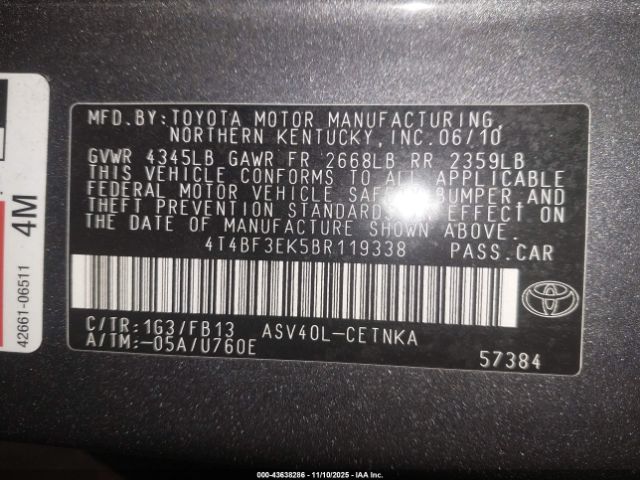 MFD.BY:TOYOTA MOTOR MANUFACTURING,
NORTHERN KENTUCKY,INC.06/10
GVWR 4345LB GAWR FR 2668LB RR 2359LB
THIS VEHICLE CONFORMS TO ALL APPLICABLE
FEDERAL MOTOR VEHICLE SAFETY,BUMPER,AND
THEFT PREVENTION STANDARDS IN EFFECT ON
THE DATE OF MANUFACTURE SHOWN ABOVE.
4T4BF3EK5BR119338 PASS.CAR
C/TR:1G3/FB13 ASV40L-CETNKA
A/TM:-05A/U760E
57384
TOYOTA
4M
42661-06511
000-43638286 - 11/10/2025 - IAA Inc.